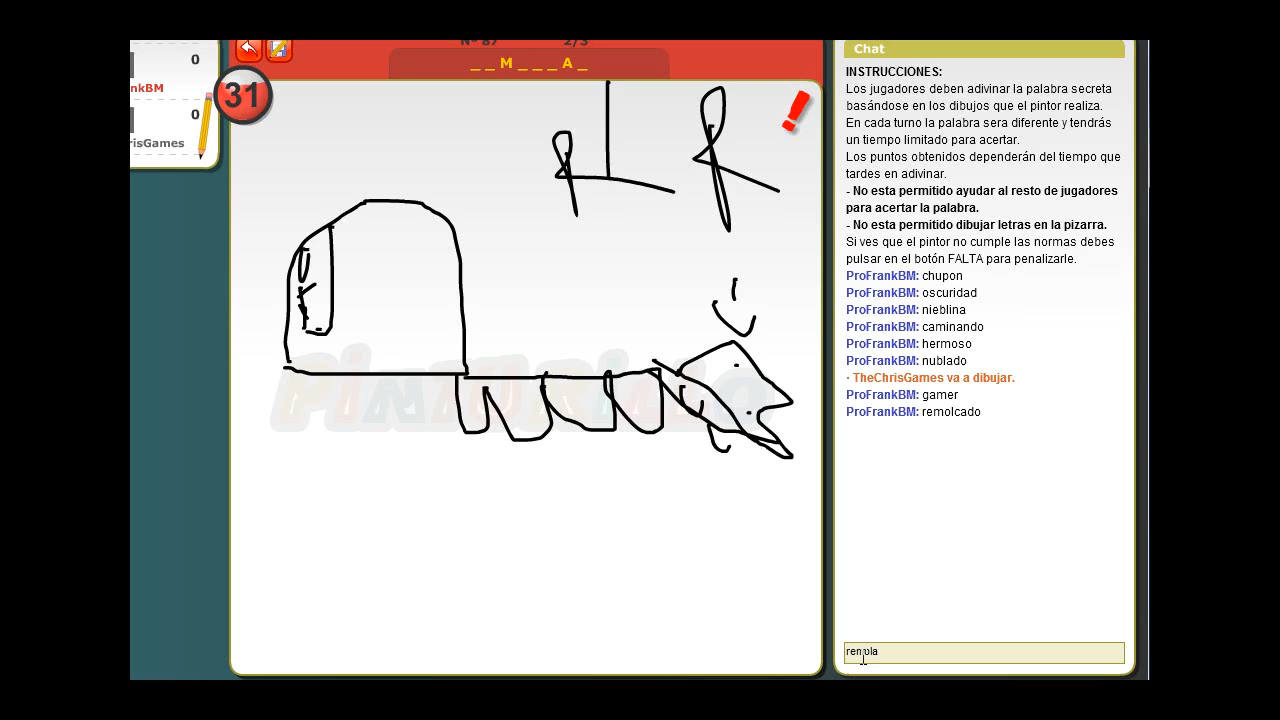 Nº 87 2/3
0
nkBM
0
risGames
31
_ _ M _ _ _ A _
PINTURILLO
Chat
INSTRUCCIONES:
Los jugadores deben adivinar la palabra secreta
basándose en los dibujos que el pintor realiza.
En cada turno la palabra sera diferente y tendrás
un tiempo limitado para acertar.
Los puntos obtenidos dependerán del tiempo que
tardes en adivinar.
- No esta permitido ayudar al resto de jugadores
para acertar la palabra.
- No esta permitido dibujar letras en la pizarra.
Si ves que el pintor no cumple las normas debes
pulsar en el botón FALTA para penalizarle.
ProFrankBM: chupon
ProFrankBM: oscuridad
ProFrankBM: nieblina
ProFrankBM: caminando
ProFrankBM: hermoso
ProFrankBM: nublado
· TheChrisGames va a dibujar.
ProFrankBM: gamer
ProFrankBM: remolcado